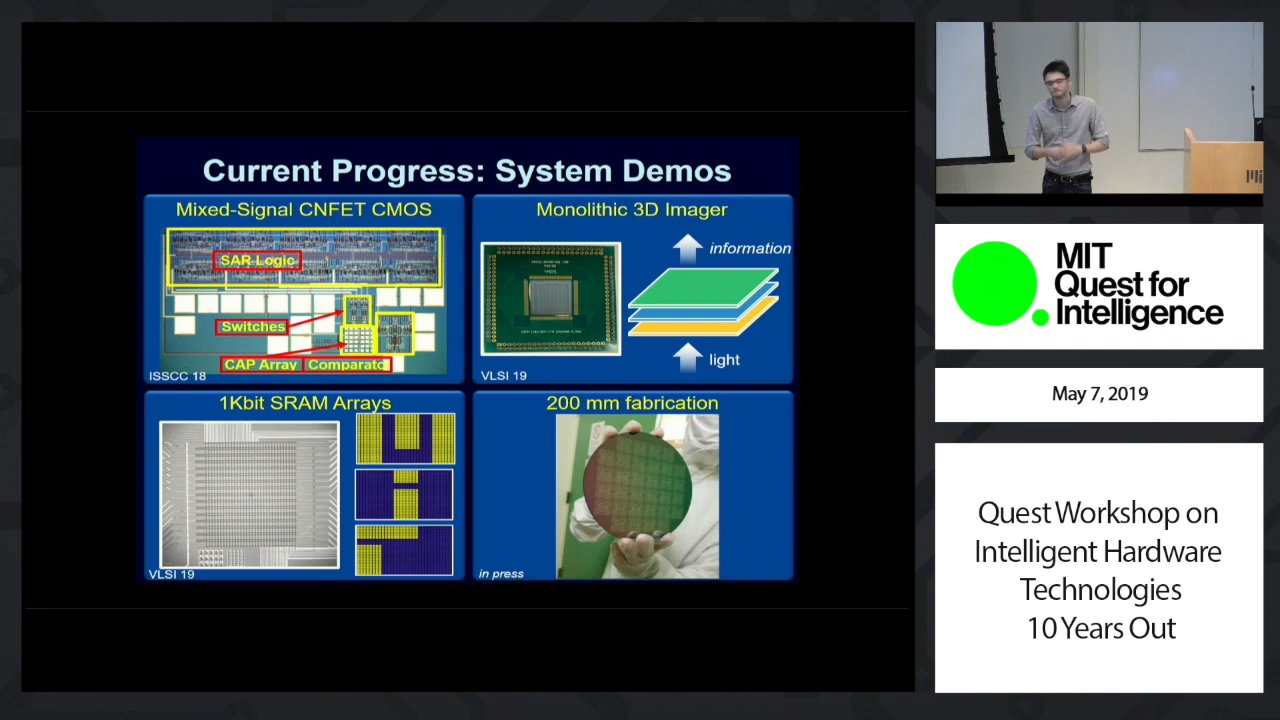 Current Progress: System Demos
Mixed-Signal CNFET CMOS
SAR Logic
Switches
CAP Array
Comparato
ISSCC 18
Monolithic 3D Imager
information
light
VLSI 19
1Kbit SRAM Arrays
MIT
VLSI 19
200 mm fabrication
in press
MIT
Quest for
Intelligence
May 7, 2019
Quest Workshop on
Intelligent Hardware
Technologies
10 Years Out